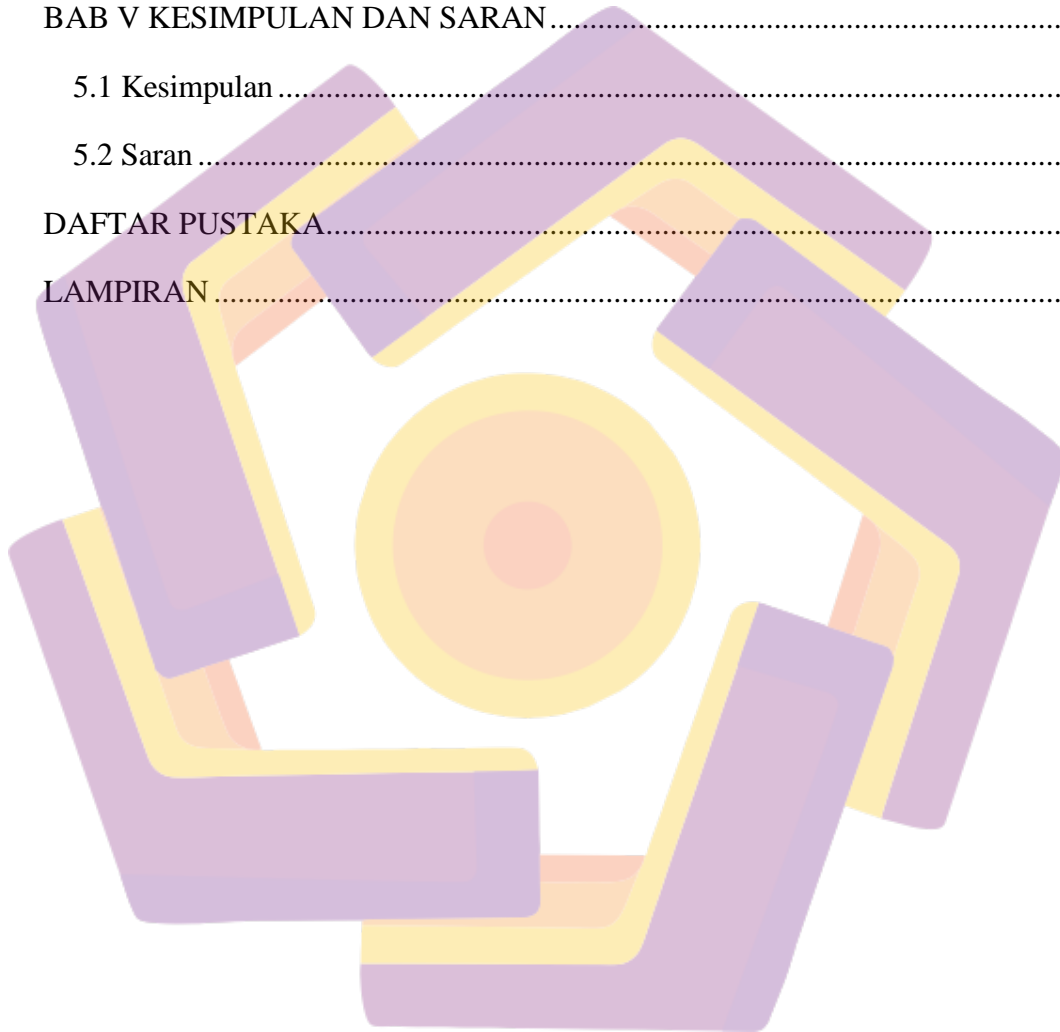 BAB V KESIMPULAN DAN SARAN........................................................................
5.1 Kesimpulan.........................................................................................................
5.2 Saran...................................................................................................................
DAFTAR PUSTAKA...................................................................................................
LAMPIRAN..................................................................................................................